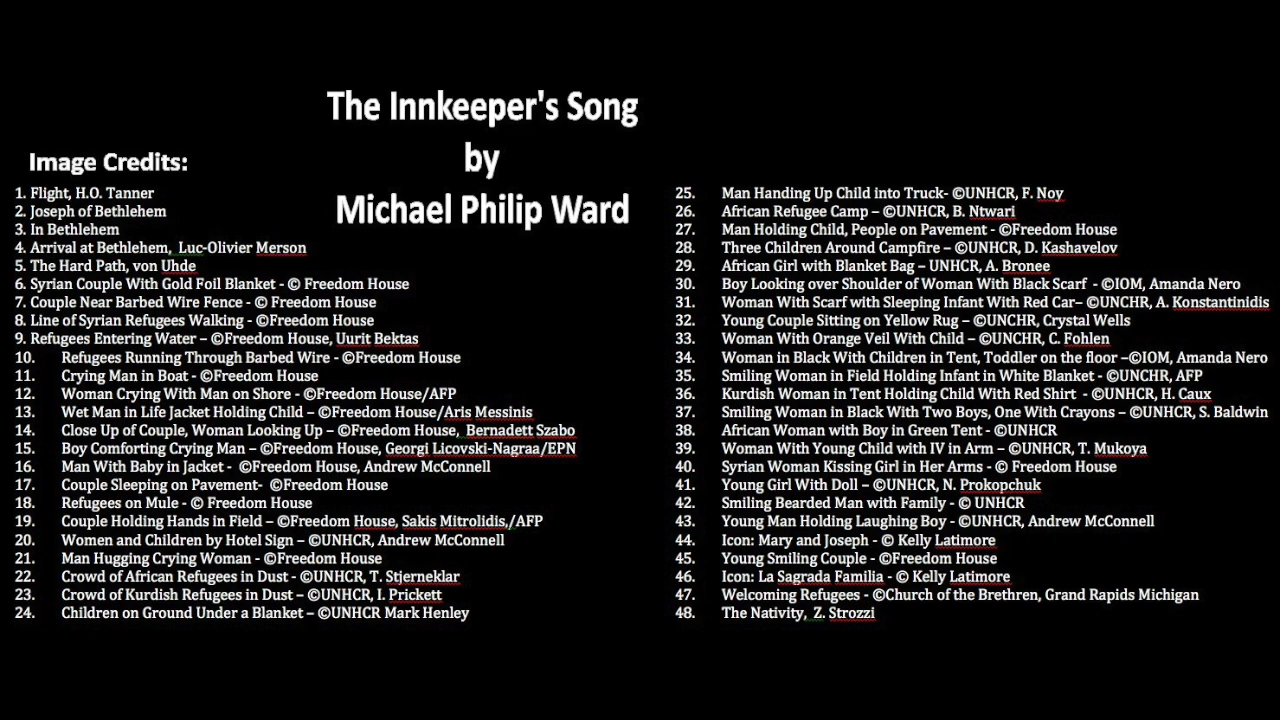 The Innkeeper's Song
by
Michael Philip Ward
Image Credits:
1. Flight, H.O. Tanner
2. Joseph of Bethlehem
3. In Bethlehem
4. Arrival at Bethlehem,  Luc-Olivier Merson
5. The Hard Path, von Uhde
6. Syrian Couple With Gold Foil Blanket - © Freedom House
7. Couple Near Barbed Wire Fence - © Freedom House
8. Line of Syrian Refugees Walking - ©Freedom House
9. Refugees Entering Water – ©Freedom House, Uurit Bektas
10. Refugees Running Through Barbed Wire - ©Freedom House
11. Crying Man in Boat - ©Freedom House
12. Woman Crying With Man on Shore - ©Freedom House/AFP
13. Wet Man in Life Jacket Holding Child – ©Freedom House/Aris Messinis
14. Close Up of Couple, Woman Looking Up – ©Freedom House,  Bernadett Szabo
15. Boy Comforting Crying Man – ©Freedom House, Georgi Licovski-Nagraa/EPN
16. Man With Baby in Jacket -  ©Freedom House, Andrew McConnell
17. Couple Sleeping on Pavement-  ©Freedom House
18. Refugees on Mule - © Freedom House
19. Couple Holding Hands in Field – ©Freedom House, Sakis Mitrolidis,/AFP
20. Women and Children by Hotel Sign – ©UNHCR, Andrew McConnell
21. Man Hugging Crying Woman - ©Freedom House
22. Crowd of African Refugees in Dust - ©UNHCR, T. Stjerneklar
23. Crowd of Kurdish Refugees in Dust – ©UNHCR, I. Prickett
24. Children on Ground Under a Blanket – ©UNHCR Mark Henley
25. Man Handing Up Child into Truck- ©UNHCR, F. Noy
26. African Refugee Camp – ©UNHCR, B. Ntwari
27. Man Holding Child, People on Pavement - ©Freedom House
28. Three Children Around Campfire – ©UNHCR, D. Kashavelov
29. African Girl with Blanket Bag – UNHCR, A. Bronee
30. Boy Looking over Shoulder of Woman With Black Scarf  - ©IOM, Amanda Nero
31. Woman With Scarf with Sleeping Infant With Red Car– ©UNCHR, A. Konstantinidis
32. Young Couple Sitting on Yellow Rug – ©UNCHR, Crystal Wells
33. Woman With Orange Veil With Child – ©UNCHR, C. Fohlen
34. Woman in Black With Children in Tent, Toddler on the floor –©IOM, Amanda Nero
35. Smiling Woman in Field Holding Infant in White Blanket - ©UNCHR, AFP
36. Kurdish Woman in Tent Holding Child With Red Shirt  - ©UNHCR, H. Caux
37. Smiling Woman in Black With Two Boys, One With Crayons – ©UNHCR, S. Baldwin
38. African Woman with Boy in Green Tent - ©UNHCR
39. Woman With Young Child with IV in Arm – ©UNHCR, T. Mukoya
40. Syrian Woman Kissing Girl in Her Arms - © Freedom House
41. Young Girl With Doll – ©UNHCR, N. Prokopchuk
42. Smiling Bearded Man with Family - © UNHCR
43. Young Man Holding Laughing Boy - ©UNHCR, Andrew McConnell
44. Icon: Mary and Joseph - © Kelly Latimore
45. Young Smiling Couple - ©Freedom House
46. Icon: La Sagrada Familia - © Kelly Latimore
47. Welcoming Refugees - ©Church of the Brethren, Grand Rapids Michigan
48. The Nativity,  Z. Strozzi